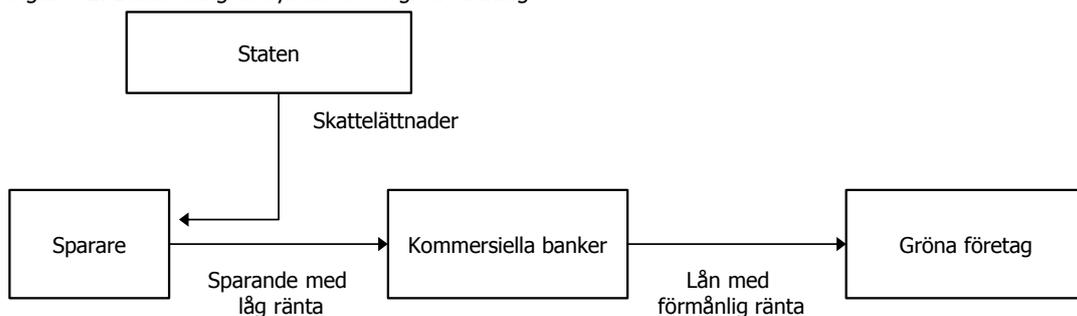 Staten
Skattelättnader
Sparare
Kommersiella banker
Gröna företag
Sparande med
låg ränta
Lån med
förmånlig ränta